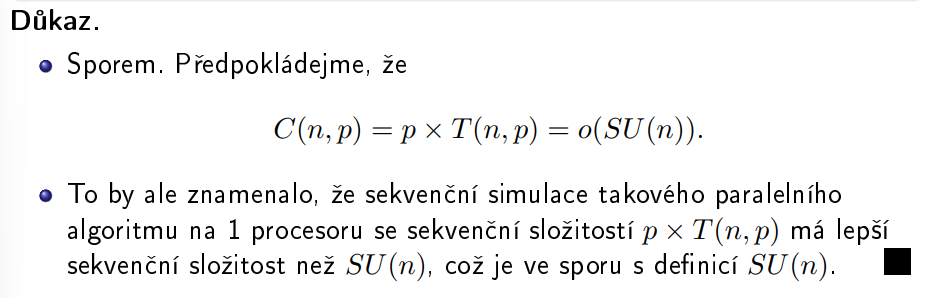 Důkaz.
Sporem. Předpokládejme, že
C(n, p) = p × T(n, p) = o(SU(n)).
To by ale znamenalo, že sekvenční simulace takového paralelního
algoritmu na 1 procesoru se sekvenční složitostí p × T(n, p) má lepší
sekvenční složitost než SU(n), což je ve sporu s definicí SU(n).